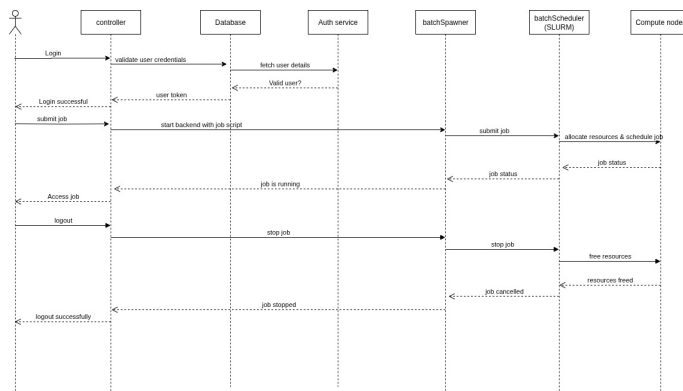 controller
Database
Auth service
batchSpawner
batchScheduler
(SLURM)
Compute nodes
Login
validate user credentials
fetch user details
Valid user?
user token
Login successful
submit job
start backend with job script
submit job
allocate resources & schedule job
job status
job status
job is running
Access job
logout
stop job
stop job
free resources
resources freed
job cancelled
job stopped
logout successfully